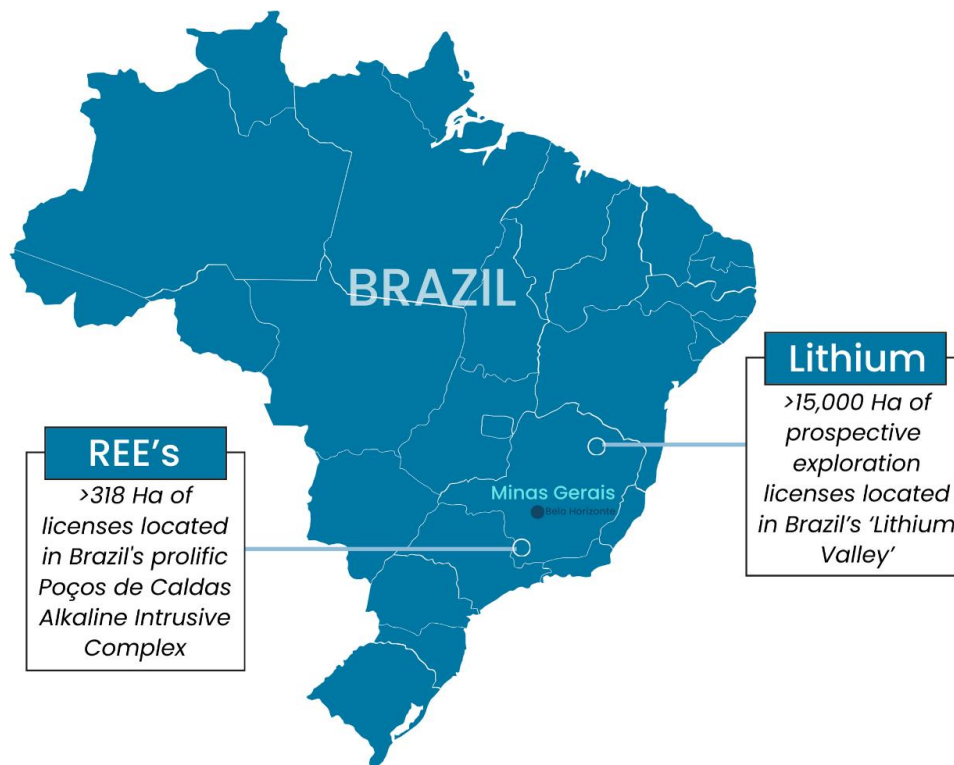 BRAZIL
Lithium
>15,000 Ha of
prospective
exploration
licenses located
in Brazil's ‘Lithium
Valley’
REE's
>318 Ha of
licenses located
in Brazil's prolific
Poços de Caldas
Alkaline Intrusive
Complex
Minas Gerais
Belo Horizonte